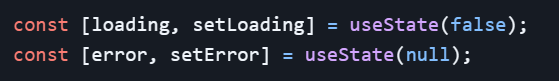 const [loading, setLoading] = useState(false);
const [error, setError] = useState(null);